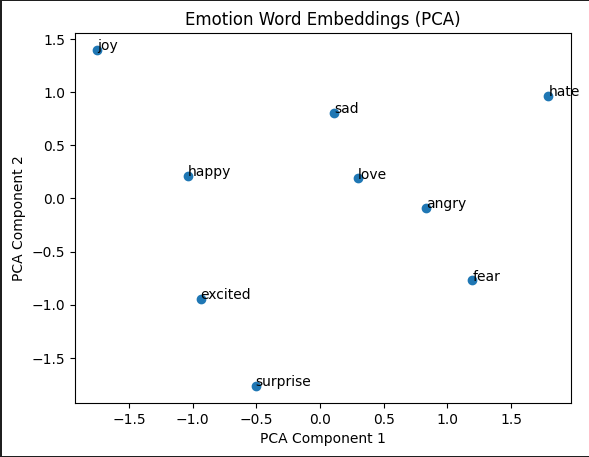 Emotion Word Embeddings (PCA)
1.5
joy
1.0
hate
sad
0.5
happy
love
0.0
angry
−0.5
fear
−1.0
excited
−1.5
surprise
−1.5 −1.0 −0.5 0.0 0.5 1.0 1.5
PCA Component 1
PCA Component 2